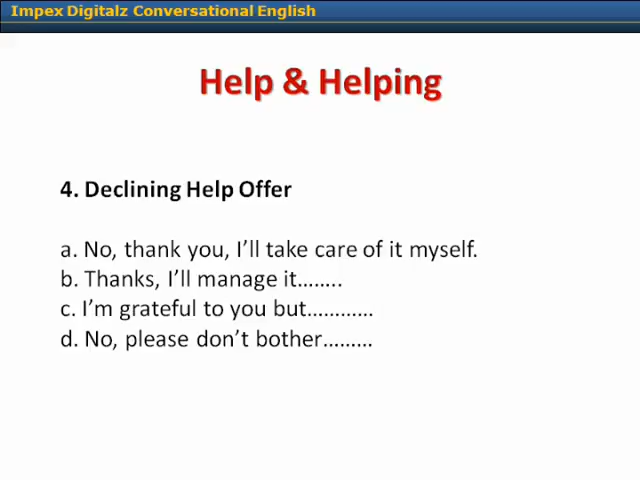 Impex Digitalz Conversational English
Help & Helping
4. Declining Help Offer
a. No, thank you, I’ll take care of it myself.
b. Thanks, I’ll manage it……..
c. I’m grateful to you but…………
d. No, please don’t bother………